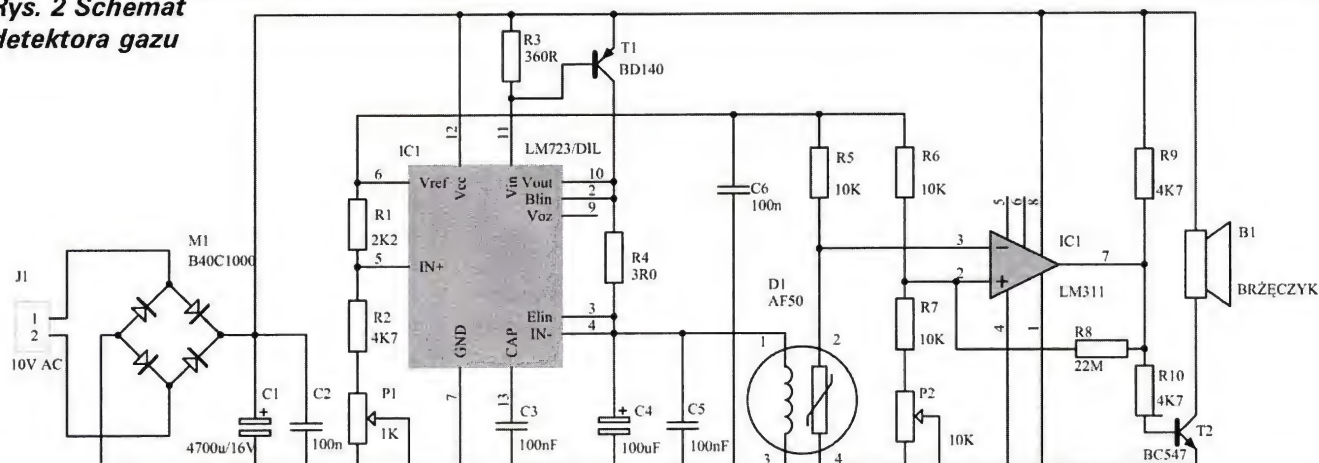 Rys. 2 Schemat
detektora gazu
R3
360R
T1
BD140
12
11
IC1
LM723/DIL
6
Vref
Vcc
Vin
Vout
10
Blin
2
Voz
9
R1
2K2
5
IN+
R2
4K7
GND
CAP
Elin
3
IN-
4
7
13
P1
1K
R4
3R0
C3
100nF
C4
100uF
C5
100nF
C6
100n
J1
1
2
10V AC
M1
B40C1000
C1
4700u/16V
C2
100n
R5
10K
R6
10K
D1
AF50
1
2
3
4
R7
10K
P2
10K
3
2
5
6
8
IC1
LM311
7
4
1
R8
22M
R9
4K7
R10
4K7
B1
BRZĘCZYK
T2
BC547
+
+